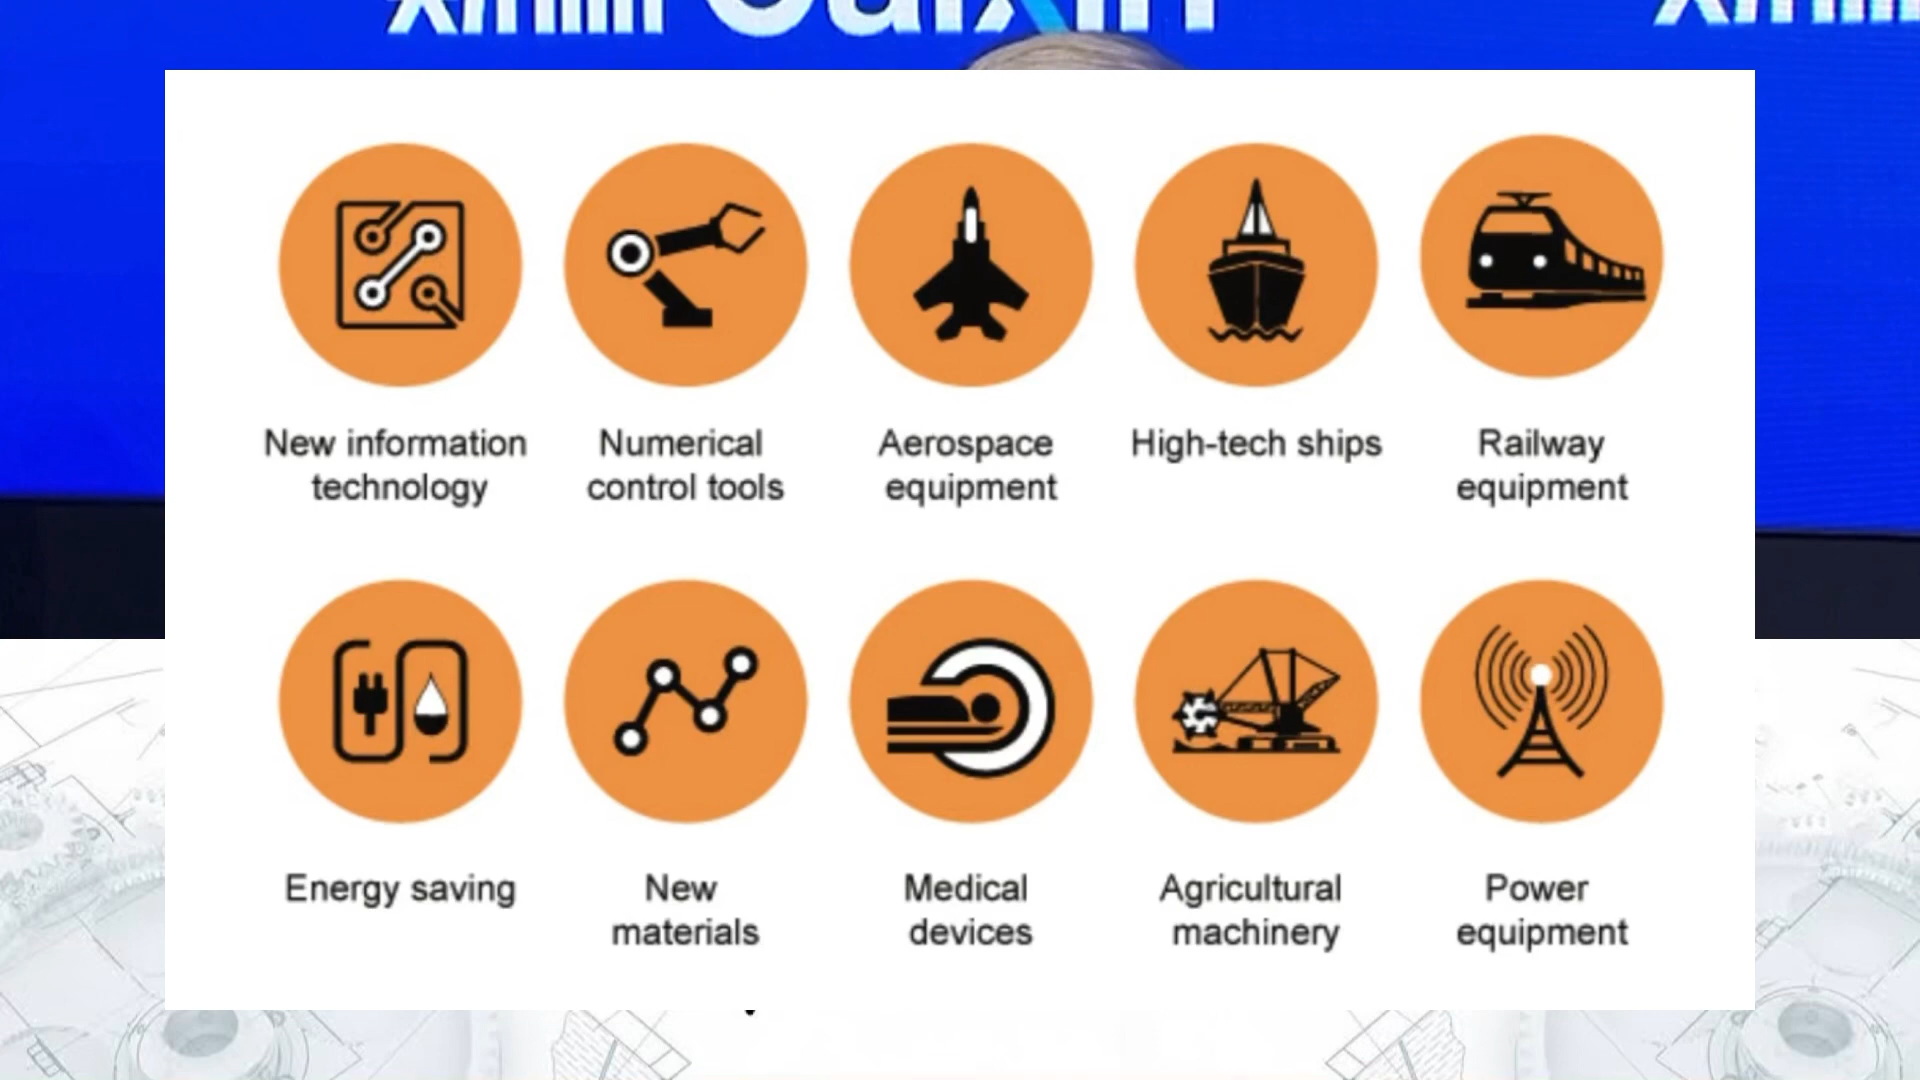 Caixin
New information
technology
Numerical
control tools
Aerospace
equipment
High-tech ships
Railway
equipment
Energy saving
New
materials
Medical
devices
Agricultural
machinery
Power
equipment